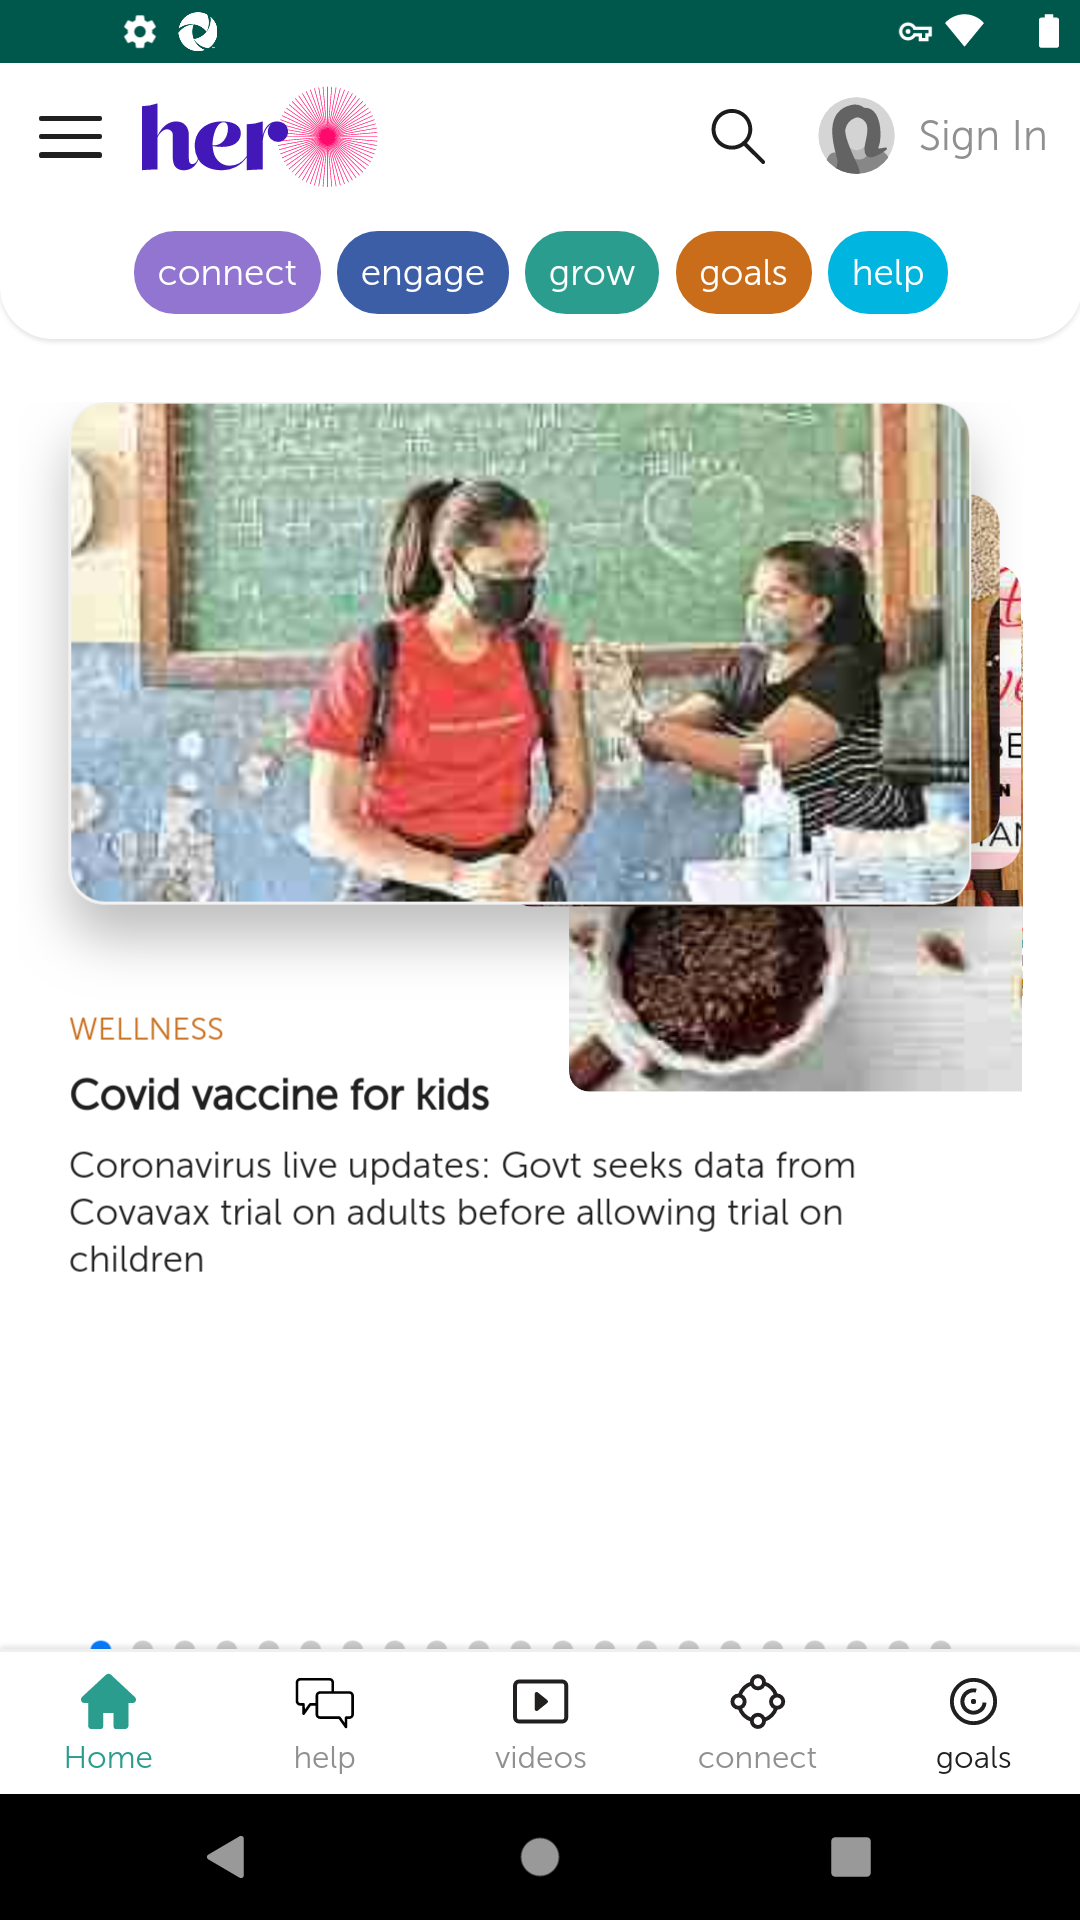 her
Sign In
connect
engage
grow
goals
help
WELLNESS
Covid vaccine for kids
Coronavirus live updates: Govt seeks data from
Covavax trial on adults before allowing trial on
children
Home
help
videos
connect
goals